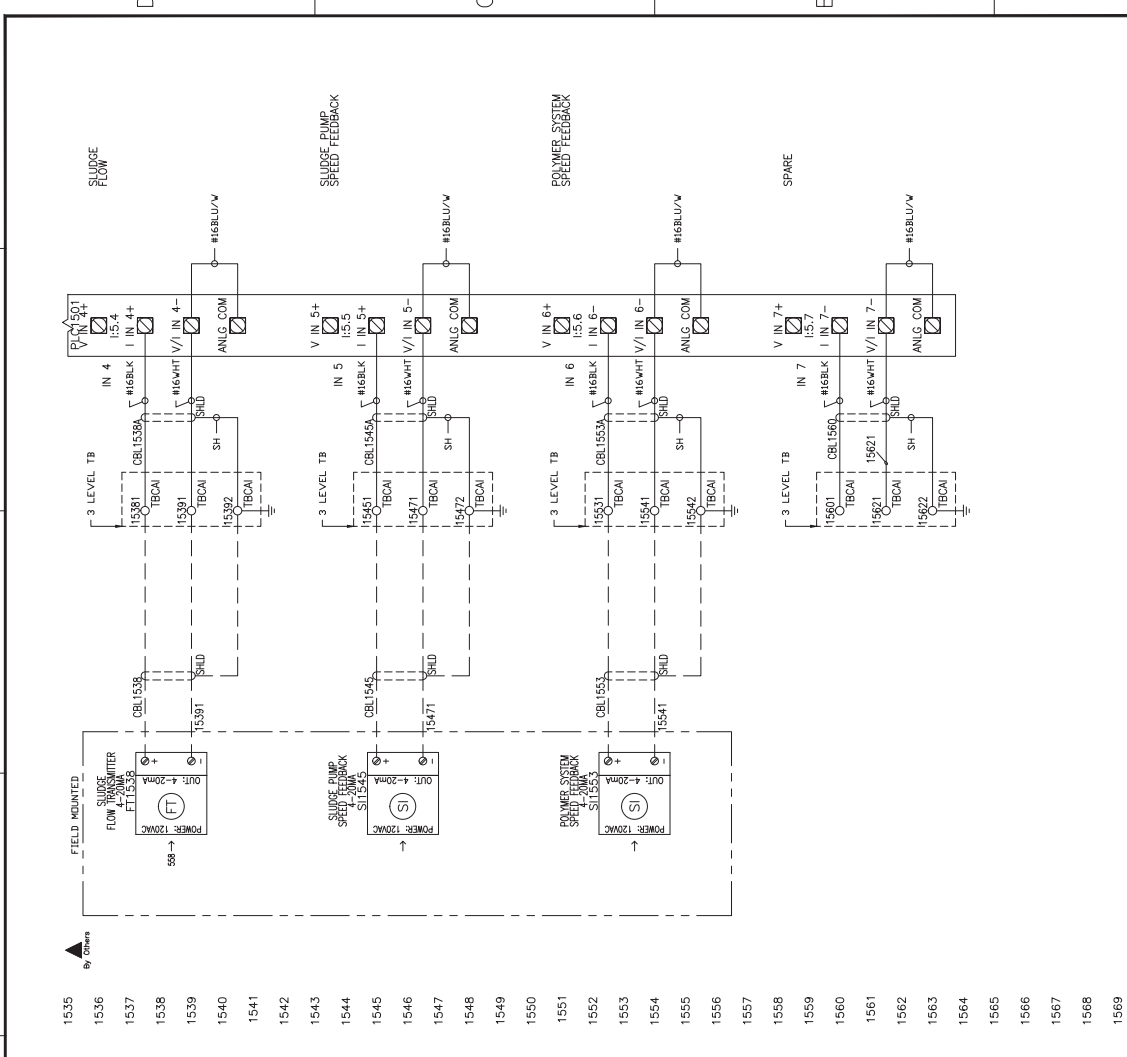 SLUDGE
FLOW
SLUDGE PUMP
SPEED FEEDBACK
POLYMER SYSTEM
SPEED FEEDBACK
SPARE
#16BLU/W
#16BLU/W
#16BLU/W
#16BLU/W
PLC1501
V IN 4+
I:5.4
I IN 4+
V/I IN 4-
ANLG COM
V IN 5+
I:5.5
I IN 5+
V/I IN 5-
ANLG COM
V IN 6+
I:5.6
I IN 6-
V/I IN 6-
ANLG COM
V IN 7+
I:5.7
I IN 7-
V/I IN 7-
ANLG COM
IN 4
#16BLK
#16WHT
IN 5
#16BLK
#16WHT
IN 6
#16BLK
#16WHT
IN 7
#16BLK
#16WHT
3 LEVEL TB
CBL1538A
SHLD
SH
3 LEVEL TB
CBL1545A
SHLD
SH
3 LEVEL TB
CBL1553A
SHLD
SH
3 LEVEL TB
CBL1560
15621
SHLD
SH
15381
TBCAI
15391
TBCAI
15392
TBCAI
15451
TBCAI
15471
TBCAI
15472
TBCAI
15531
TBCAI
15541
TBCAI
15542
TBCAI
15601
TBCAI
15621
TBCAI
15622
TBCAI
CBL1538
SHLD
15391
CBL1545
SHLD
15471
CBL1553
SHLD
15541
FIELD MOUNTED
SLUDGE
FLOW TRANSMITTER
4-20MA
FT1538
+
-
OUT: 4-20mA
FT
POWER: 120VAC
558
SLUDGE PUMP
SPEED FEEDBACK
4-20MA
SI1545
+
-
OUT: 4-20mA
SI
POWER: 120VAC
POLYMER SYSTEM
SPEED FEEDBACK
4-20MA
SI1553
+
-
OUT: 4-20mA
SI
POWER: 120VAC
By Others
1535
1536
1537
1538
1539
1540
1541
1542
1543
1544
1545
1546
1547
1548
1549
1550
1551
1552
1553
1554
1555
1556
1557
1558
1559
1560
1561
1562
1563
1564
1565
1566
1567
1568
1569